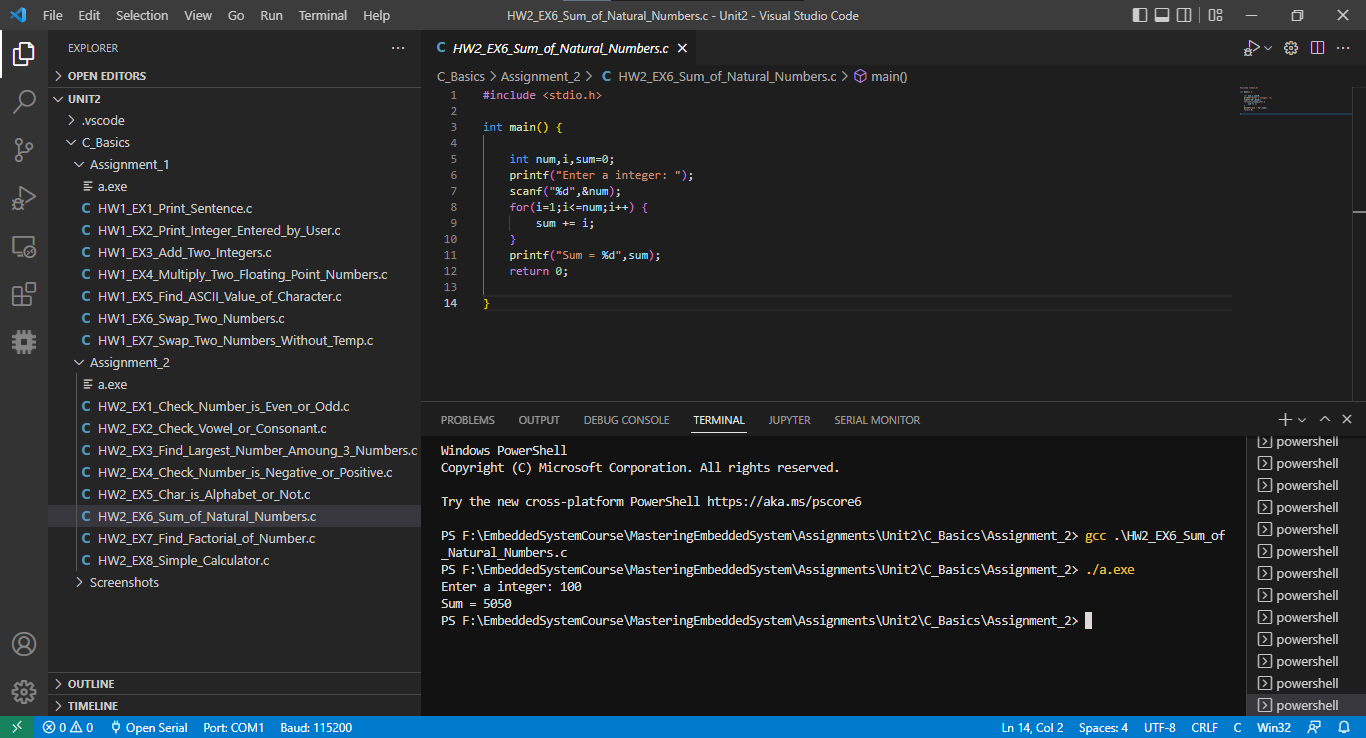 File Edit Selection View Go Run Terminal Help HW2_EX6_Sum_of_Natural_Numbers.c - Unit2 - Visual Studio Code
EXPLORER
OPEN EDITORS
UNIT2
.vscode
C_Basics
Assignment_1
a.exe
C HW1_EX1_Print_Sentence.c
C HW1_EX2_Print_Integer_Entered_by_User.c
C HW1_EX3_Add_Two_Integers.c
C HW1_EX4_Multiply_Two_Floating_Point_Numbers.c
C HW1_EX5_Find_ASCII_Value_of_Character.c
C HW1_EX6_Swap_Two_Numbers.c
C HW1_EX7_Swap_Two_Numbers_Without_Temp.c
Assignment_2
a.exe
C HW2_EX1_Check_Number_is_Even_or_Odd.c
C HW2_EX2_Check_Vowel_or_Consonant.c
C HW2_EX3_Find_Largest_Number_Amoung_3_Numbers.c
C HW2_EX4_Check_Number_is_Negative_or_Positive.c
C HW2_EX5_Char_is_Alphabet_or_Not.c
C HW2_EX6_Sum_of_Natural_Numbers.c
C HW2_EX7_Find_Factorial_of_Number.c
C HW2_EX8_Simple_Calculator.c
Screenshots
OUTLINE
TIMELINE
C HW2_EX6_Sum_of_Natural_Numbers.c
C_Basics > Assignment_2 > C HW2_EX6_Sum_of_Natural_Numbers.c > main()
1 #include <stdio.h>
2
3 int main() {
4
5 int num,i,sum=0;
6 printf("Enter a integer: ");
7 scanf("%d",&num);
8 for(i=1;i<=num;i++) {
9 sum += i;
10 }
11 printf("Sum = %d",sum);
12 return 0;
13
14 }
PROBLEMS OUTPUT DEBUG CONSOLE TERMINAL JUPYTER SERIAL MONITOR
Windows PowerShell
Copyright (C) Microsoft Corporation. All rights reserved.
Try the new cross-platform PowerShell https://aka.ms/pscore6
PS F:\EmbeddedSystemCourse\MasteringEmbeddedSystem\Assignments\Unit2\C_Basics\Assignment_2> gcc .\HW2_EX6_Sum_of
_Natural_Numbers.c
PS F:\EmbeddedSystemCourse\MasteringEmbeddedSystem\Assignments\Unit2\C_Basics\Assignment_2> ./a.exe
Enter a integer: 100
Sum = 5050
PS F:\EmbeddedSystemCourse\MasteringEmbeddedSystem\Assignments\Unit2\C_Basics\Assignment_2>
powershell
powershell
powershell
powershell
powershell
powershell
powershell
powershell
powershell
powershell
powershell
powershell
powershell
0 0 Open Serial Port: COM1 Baud: 115200 Ln 14, Col 2 Spaces: 4 UTF-8 CRLF C Win32